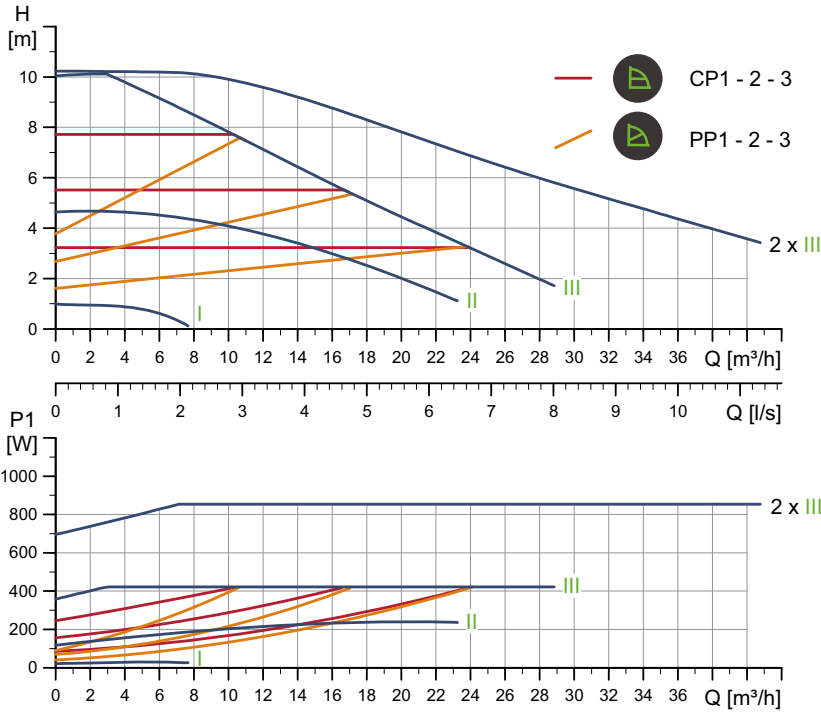 H
[m]
10
8
6
4
2
0
CP1 - 2 - 3
PP1 - 2 - 3
2 x III
III
II
I
0 2 4 6 8 10 12 14 16 18 20 22 24 26 28 30 32 34 36 Q [m³/h]
0 1 2 3 4 5 6 7 8 9 10 Q [l/s]
P1
[W]
1000
800
600
400
200
0
2 x III
III
II
I
0 2 4 6 8 10 12 14 16 18 20 22 24 26 28 30 32 34 36 Q [m³/h]